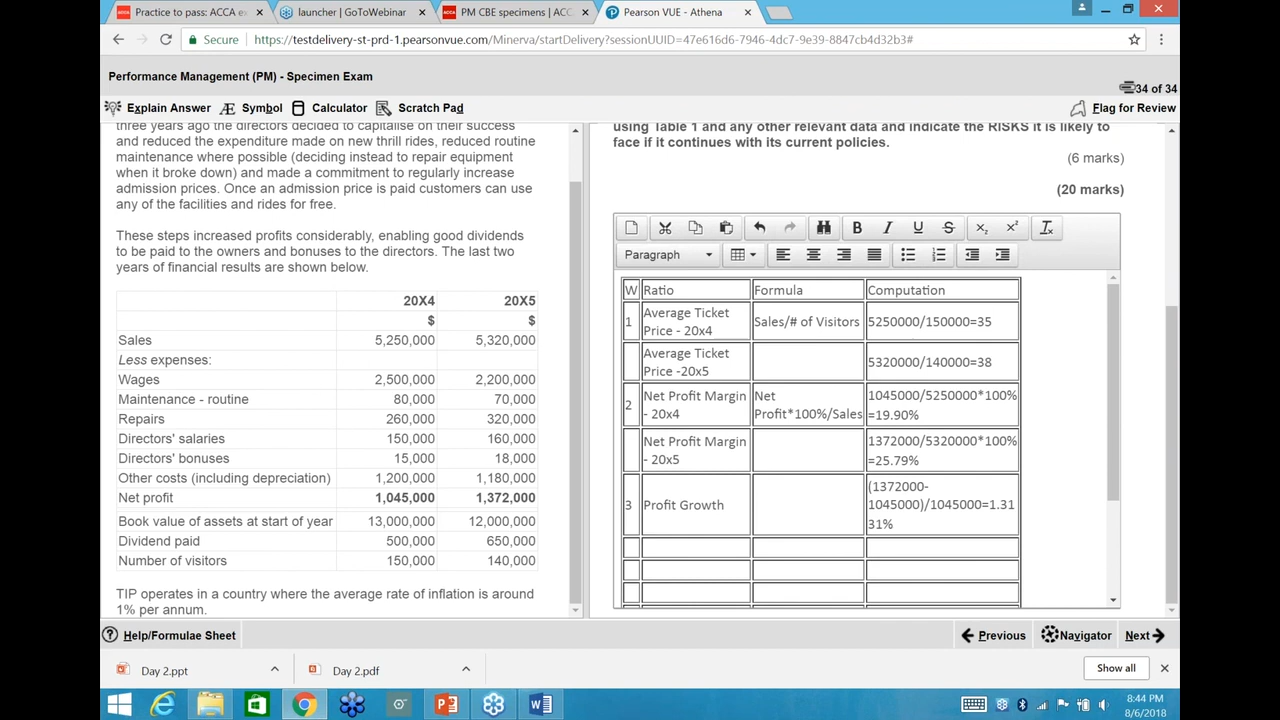 Practice to pass: ACCA ex
launcher | GoToWebinar
PM CBE specimens | ACC
Pearson VUE - Athena
Secure
https://testdelivery-st-prd-1.pearsonvue.com/Minerva/startDelivery?sessionUUID=47e616d6-7946-4dc7-9e39-8847cb4d32b3#
Performance Management (PM) - Specimen Exam
34 of 34
Explain Answer
Æ Symbol
Calculator
Scratch Pad
Flag for Review
three years ago the directors decided to capitalise on their success
and reduced the expenditure made on new thrill rides, reduced routine
maintenance where possible (deciding instead to repair equipment
when it broke down) and made a commitment to regularly increase
admission prices. Once an admission price is paid customers can use
any of the facilities and rides for free.
These steps increased profits considerably, enabling good dividends
to be paid to the owners and bonuses to the directors. The last two
years of financial results are shown below.
20X4 20X5
$ $
Sales 5,250,000 5,320,000
Less expenses:
Wages 2,500,000 2,200,000
Maintenance - routine 80,000 70,000
Repairs 260,000 320,000
Directors' salaries 150,000 160,000
Directors' bonuses 15,000 18,000
Other costs (including depreciation) 1,200,000 1,180,000
Net profit 1,045,000 1,372,000
Book value of assets at start of year 13,000,000 12,000,000
Dividend paid 500,000 650,000
Number of visitors 150,000 140,000
TIP operates in a country where the average rate of inflation is around
1% per annum.
using Table 1 and any other relevant data and indicate the RISKS it is likely to
face if it continues with its current policies.
(6 marks)
(20 marks)
B I U S x₂ x² Tx
Paragraph
W Ratio Formula Computation
1 Average Ticket Price - 20x4 Sales/# of Visitors 5250000/150000=35
Average Ticket Price -20x5 5320000/140000=38
2 Net Profit Margin - 20x4 Net Profit*100%/Sales 1045000/5250000*100% =19.90%
Net Profit Margin - 20x5 1372000/5320000*100% =25.79%
3 Profit Growth (1372000-1045000)/1045000=1.31 31%
? Help/Formulae Sheet
Previous
Navigator
Next
Day 2.ppt
Day 2.pdf
Show all
8:44 PM
8/6/2018